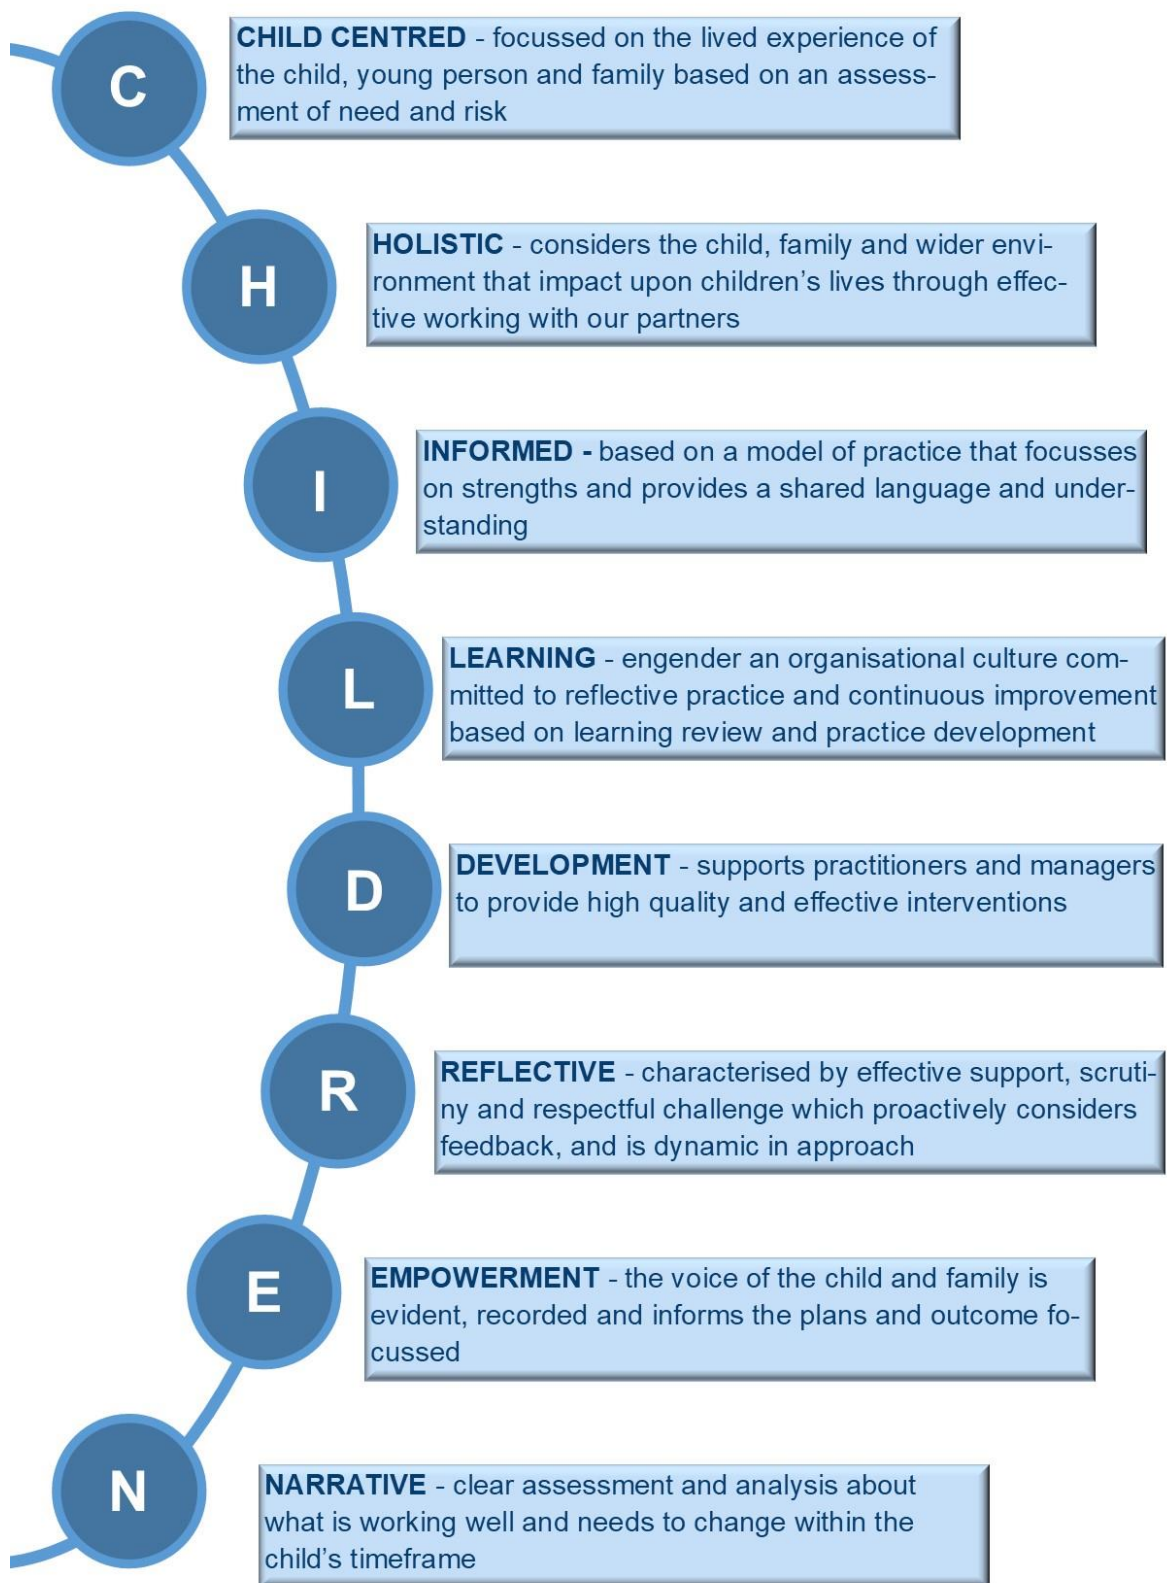 C
CHILD CENTRED - focussed on the lived experience of
the child, young person and family based on an assess-
ment of need and risk
H
HOLISTIC - considers the child, family and wider envi-
ronment that impact upon children’s lives through effec-
tive working with our partners
I
INFORMED - based on a model of practice that focusses
on strengths and provides a shared language and under-
standing
L
LEARNING - engender an organisational culture com-
mitted to reflective practice and continuous improvement
based on learning review and practice development
D
DEVELOPMENT - supports practitioners and managers
to provide high quality and effective interventions
R
REFLECTIVE - characterised by effective support, scruti-
ny and respectful challenge which proactively considers
feedback, and is dynamic in approach
E
EMPOWERMENT - the voice of the child and family is
evident, recorded and informs the plans and outcome fo-
cussed
N
NARRATIVE - clear assessment and analysis about
what is working well and needs to change within the
child’s timeframe